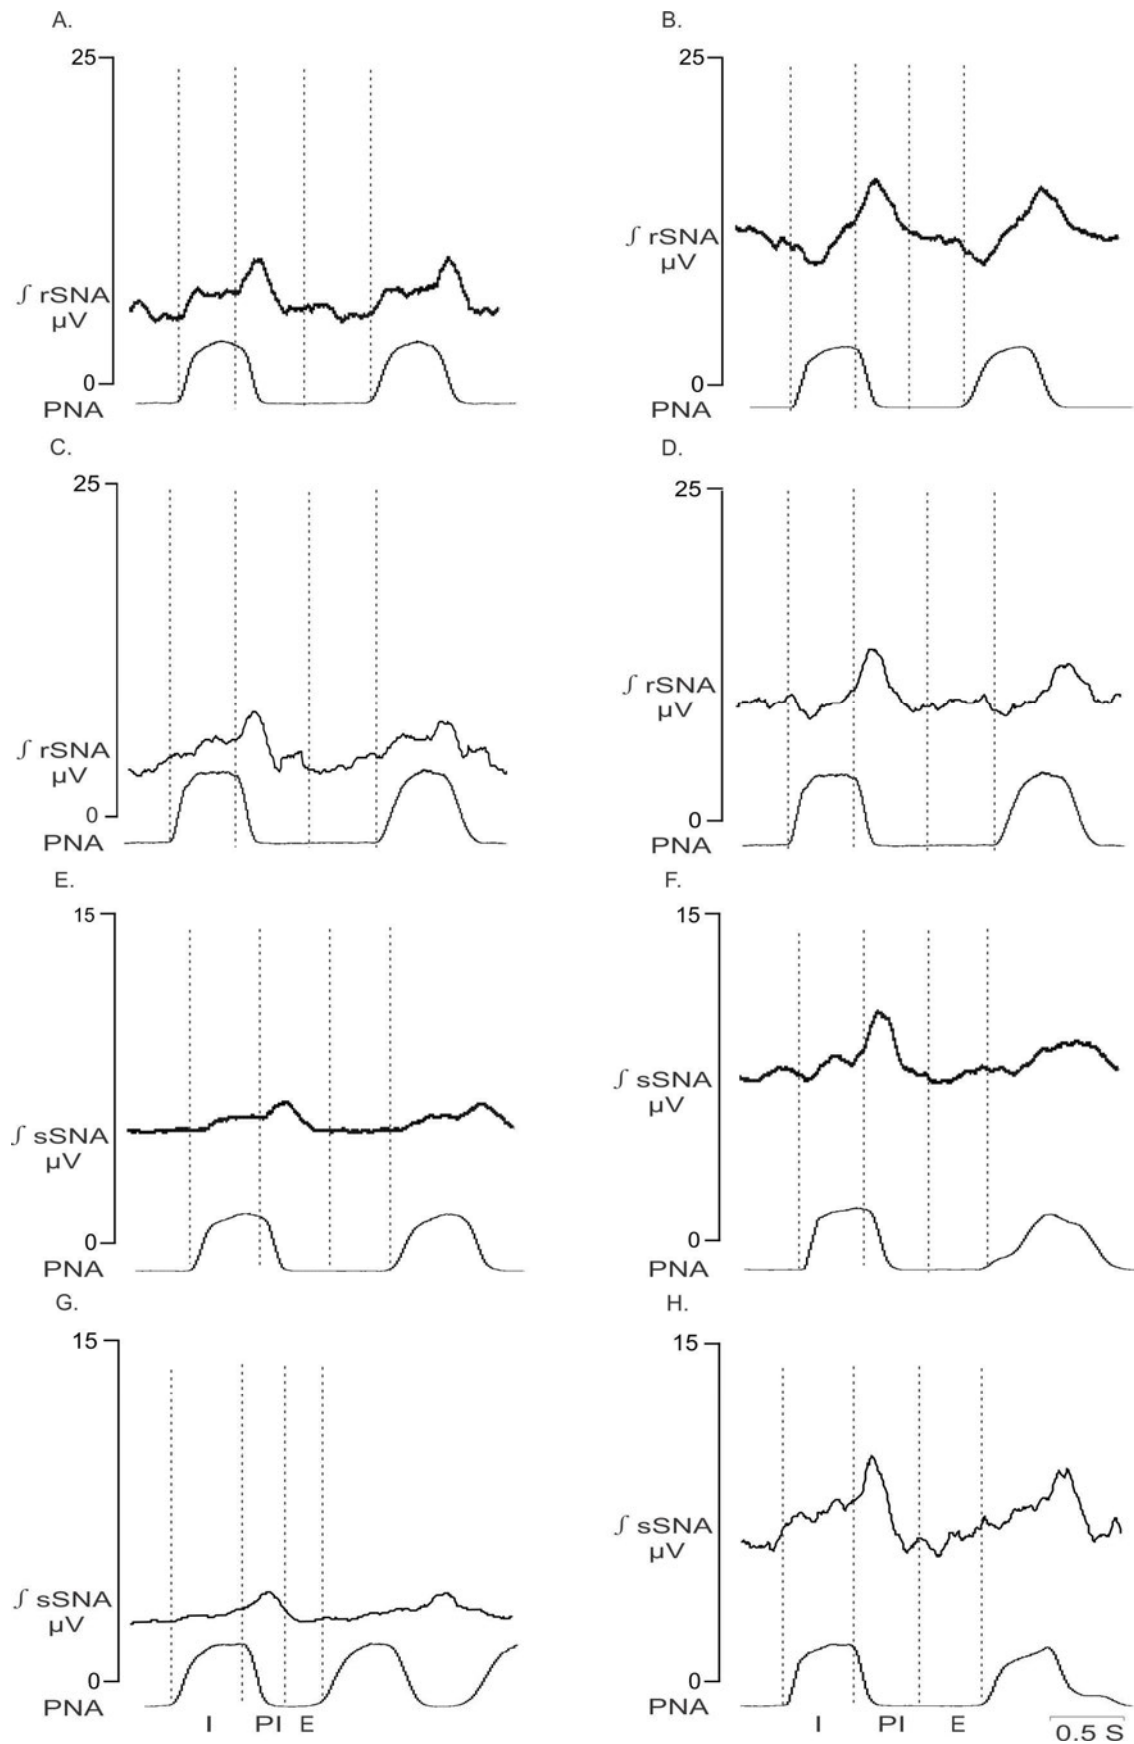 A.
25
∫ rSNA
µV
0
PNA
B.
25
∫ rSNA
µV
0
PNA
C.
25
∫ rSNA
µV
0
PNA
D.
25
∫ rSNA
µV
0
PNA
E.
15
∫ sSNA
µV
0
PNA
F.
15
∫ sSNA
µV
0
PNA
G.
15
∫ sSNA
µV
0
PNA
I PI E
H.
15
∫ sSNA
µV
0
PNA
I PI E
0.5 S